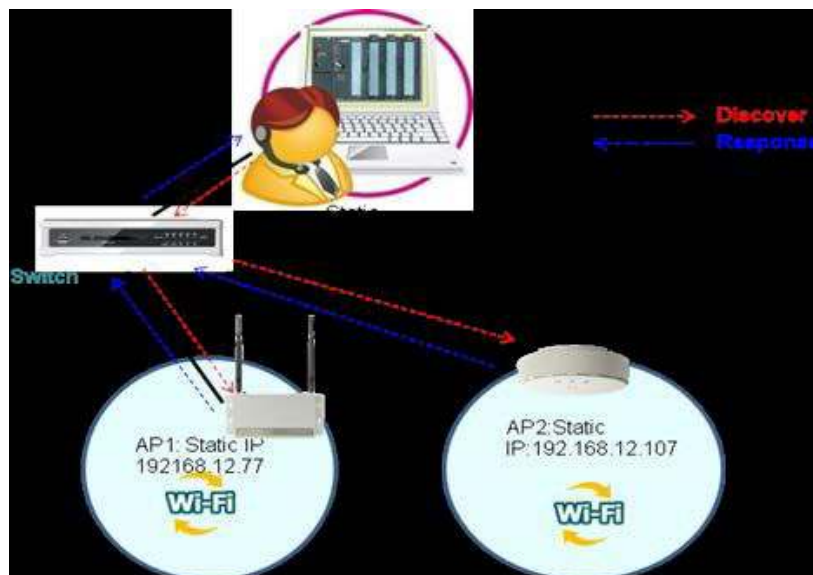 Discover
Response
Static
Switch
AP1: Static IP
192168.12.77
Wi-Fi
AP2:Static
IP:192.168.12.107
Wi-Fi